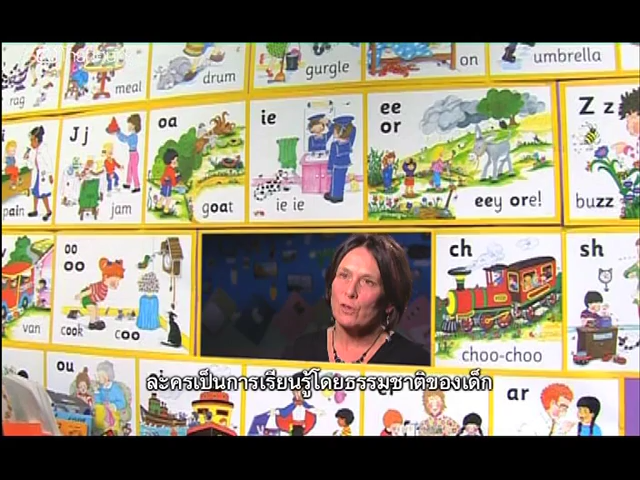 rag
meal
drum
gurgle
on
umbrella
pain
J j
jam
oa
goat
ie
ie ie
ee
or
eey ore!
Z z
buzz
van
oo
oo
cook coo
ch
choo-choo
sh
ou
ar
ละครเป็นการเรียนรู้โดยธรรมชาติของเด็ก